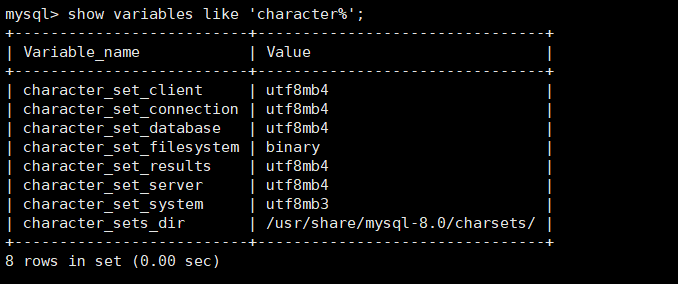 mysql> show variables like 'character%';
+--------------------------+--------------------------------+
| Variable_name            | Value                          |
+--------------------------+--------------------------------+
| character_set_client     | utf8mb4                        |
| character_set_connection | utf8mb4                        |
| character_set_database   | utf8mb4                        |
| character_set_filesystem | binary                         |
| character_set_results    | utf8mb4                        |
| character_set_server     | utf8mb4                        |
| character_set_system     | utf8mb3                        |
| character_sets_dir       | /usr/share/mysql-8.0/charsets/ |
+--------------------------+--------------------------------+
8 rows in set (0.00 sec)